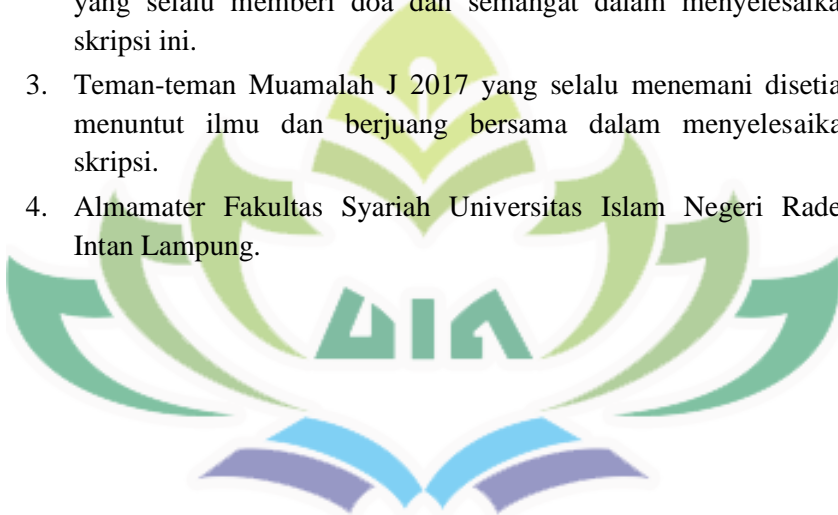 yang selalu memberi doa dan semangat dalam menyelesaika
skripsi ini.
3. Teman-teman Muamalah J 2017 yang selalu menemani disetia
menuntut ilmu dan berjuang bersama dalam menyelesaika
skripsi.
4. Almamater Fakultas Syariah Universitas Islam Negeri Rade
Intan Lampung.
UIN